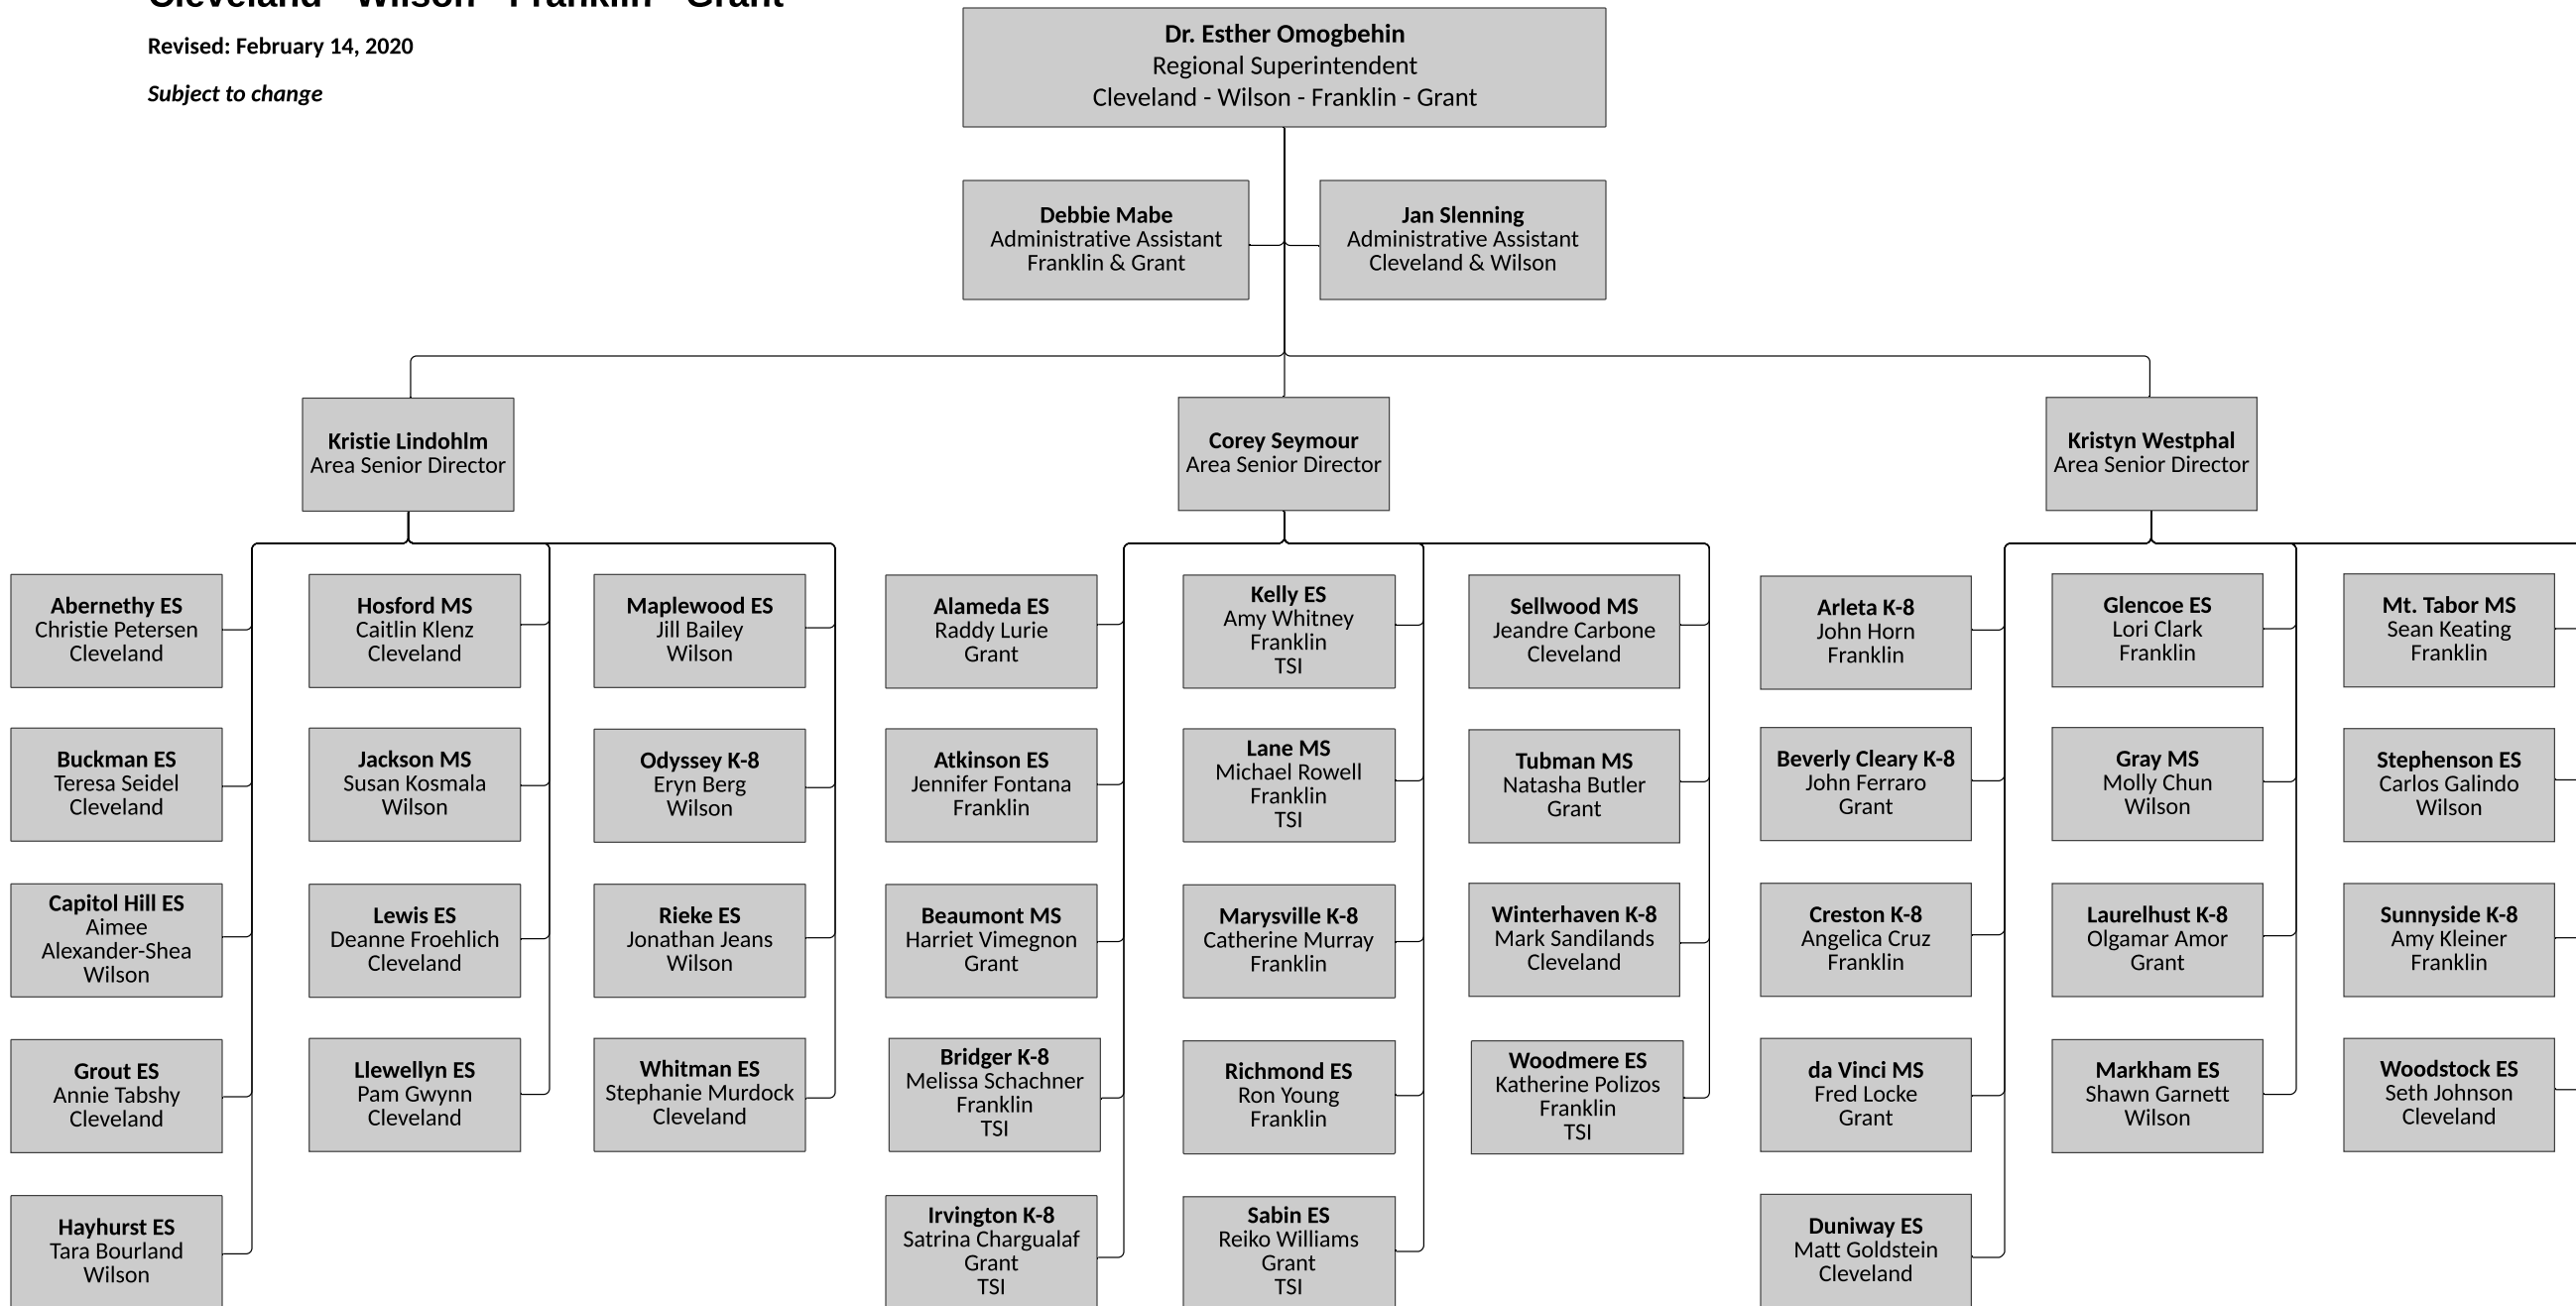 Cleveland - Wilson - Franklin - Grant
Revised: February 14, 2020
Subject to change
Dr. Esther Omogbehin
Regional Superintendent
Cleveland - Wilson - Franklin - Grant
Debbie Mabe
Administrative Assistant
Franklin & Grant
Jan Slenning
Administrative Assistant
Cleveland & Wilson
Kristie Lindohlm
Area Senior Director
Corey Seymour
Area Senior Director
Kristyn Westphal
Area Senior Director
Abernethy ES
Christie Petersen
Cleveland
Hosford MS
Caitlin Klenz
Cleveland
Maplewood ES
Jill Bailey
Wilson
Alameda ES
Raddy Lurie
Grant
Kelly ES
Amy Whitney
Franklin
TSI
Sellwood MS
Jeandre Carbone
Cleveland
Arleta K-8
John Horn
Franklin
Glencoe ES
Lori Clark
Franklin
Mt. Tabor MS
Sean Keating
Franklin
Buckman ES
Teresa Seidel
Cleveland
Jackson MS
Susan Kosmala
Wilson
Odyssey K-8
Eryn Berg
Wilson
Atkinson ES
Jennifer Fontana
Franklin
Lane MS
Michael Rowell
Franklin
TSI
Tubman MS
Natasha Butler
Grant
Beverly Cleary K-8
John Ferraro
Grant
Gray MS
Molly Chun
Wilson
Stephenson ES
Carlos Galindo
Wilson
Capitol Hill ES
Aimee
Alexander-Shea
Wilson
Lewis ES
Deanne Froehlich
Cleveland
Rieke ES
Jonathan Jeans
Wilson
Beaumont MS
Harriet Vimegnon
Grant
Marysville K-8
Catherine Murray
Franklin
Winterhaven K-8
Mark Sandilands
Cleveland
Creston K-8
Angelica Cruz
Franklin
Laurelhust K-8
Olgamar Amor
Grant
Sunnyside K-8
Amy Kleiner
Franklin
Grout ES
Annie Tabshy
Cleveland
Llewellyn ES
Pam Gwynn
Cleveland
Whitman ES
Stephanie Murdock
Cleveland
Bridger K-8
Melissa Schachner
Franklin
TSI
Richmond ES
Ron Young
Franklin
Woodmere ES
Katherine Polizos
Franklin
TSI
da Vinci MS
Fred Locke
Grant
Markham ES
Shawn Garnett
Wilson
Woodstock ES
Seth Johnson
Cleveland
Hayhurst ES
Tara Bourland
Wilson
Irvington K-8
Satrina Chargualaf
Grant
TSI
Sabin ES
Reiko Williams
Grant
TSI
Duniway ES
Matt Goldstein
Cleveland